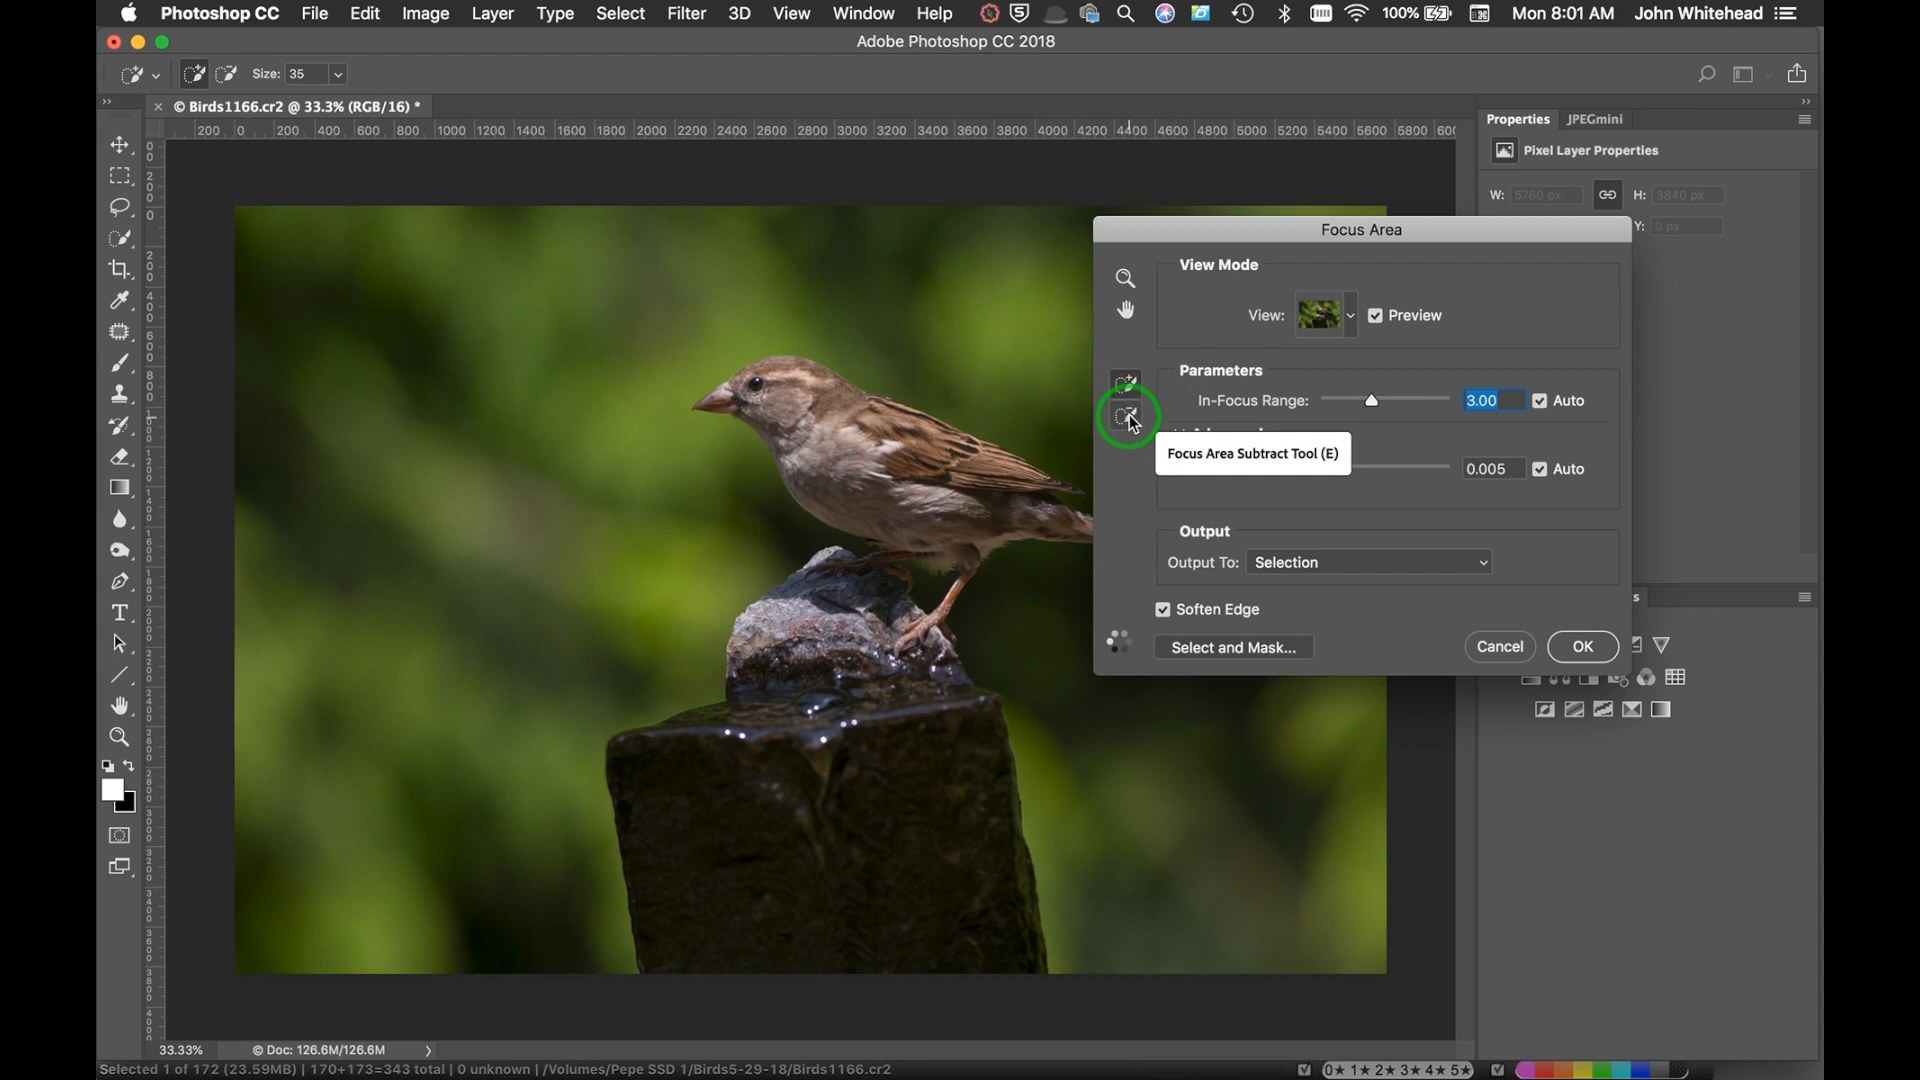 Photoshop CC File Edit Image Layer Type Select Filter 3D View Window Help 100% Mon 8:01 AM John Whitehead
Adobe Photoshop CC 2018
Size: 35
© Birds1166.cr2 @ 33.3% (RGB/16) *
200 0 200 400 600 800 1000 1200 1400 1600 1800 2000 2200 2400 2600 2800 3000 3200 3400 3600 3800 4000 4200 4400 4600 4800 5000 5200 5400 5600 5800
Properties JPEGmini
Pixel Layer Properties
W: 5760 px H: 3840 px
Y: 0 px
Focus Area
View Mode
View: Preview
Parameters
In-Focus Range: 3.00 Auto
Focus Area Subtract Tool (E)
0.005 Auto
Output
Output To: Selection
Soften Edge
Select and Mask... Cancel OK
33.33% © Doc: 126.6M/126.6M
Selected 1 of 172 (23.59MB) | 170+173=343 total | 0 unknown | /Volumes/Pepe SSD 1/Birds5-29-18/Birds1166.cr2 0★ 1★ 2★ 3★ 4★ 5★